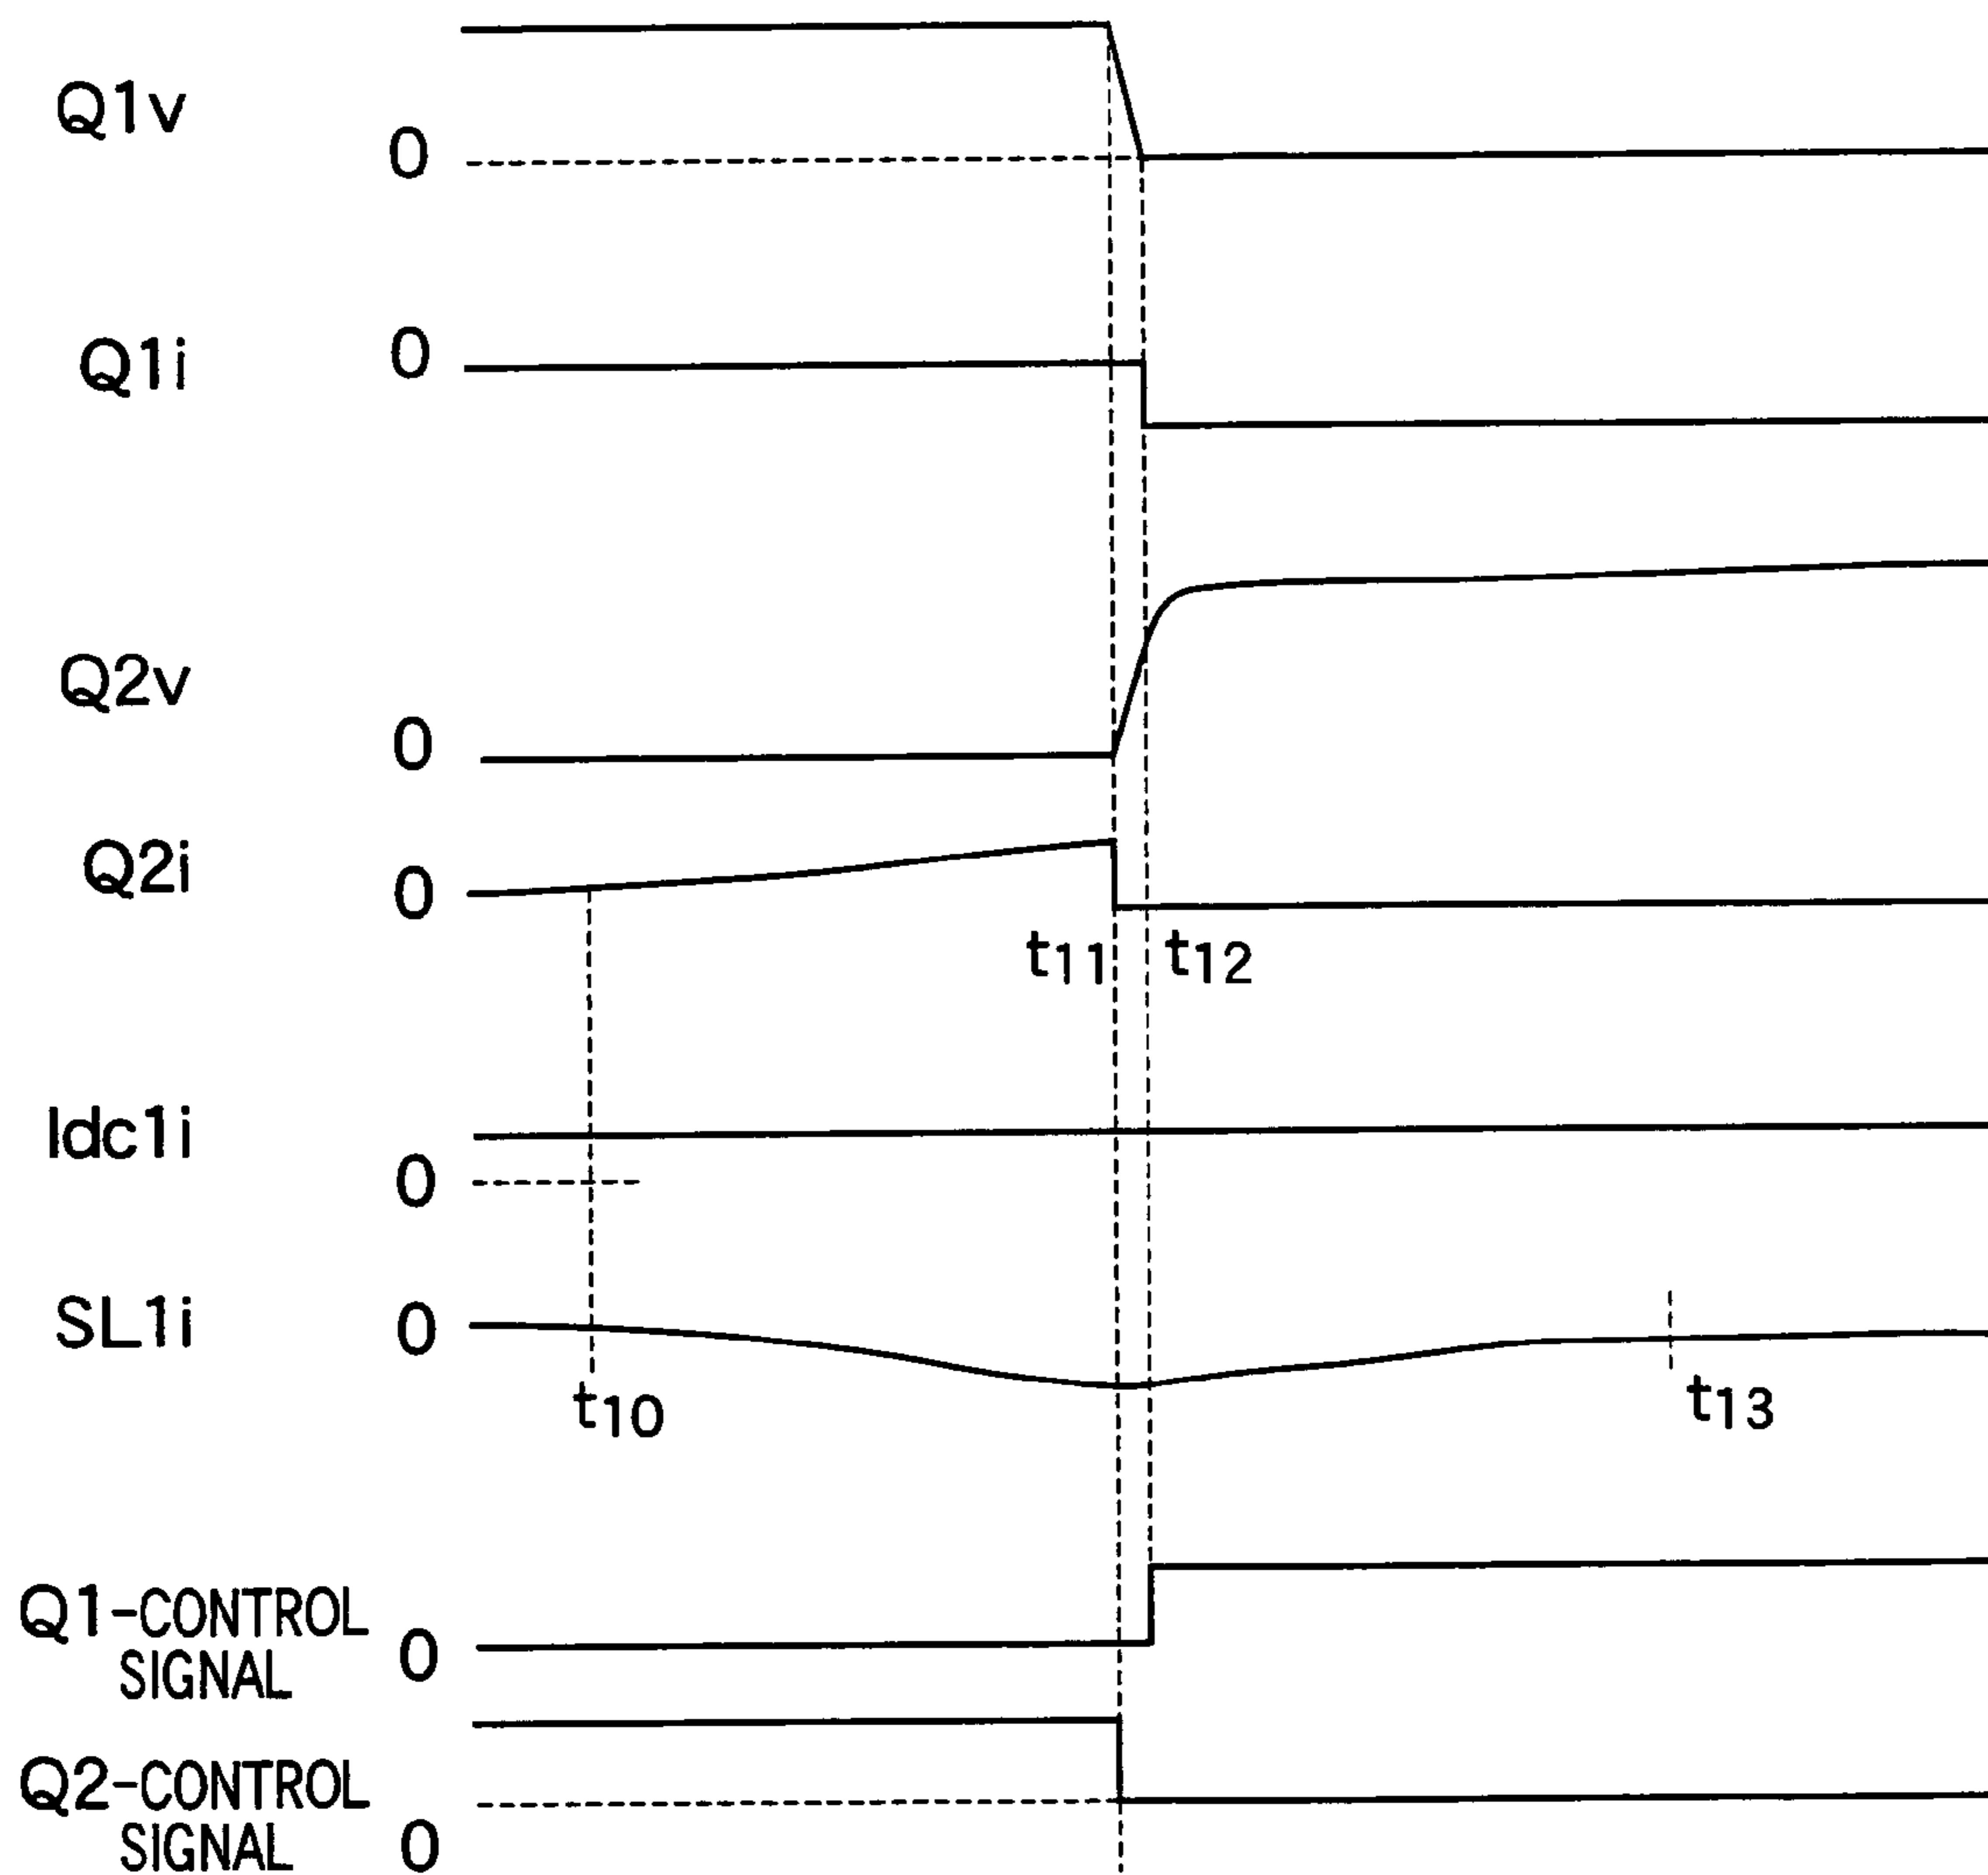 Q1v
0
Q1i
0
Q2v
0
Q2i
0
t11
t12
Idc1i
0
SL1i
0
t10
t13
Q1-CONTROL
SIGNAL
0
Q2-CONTROL
SIGNAL
0